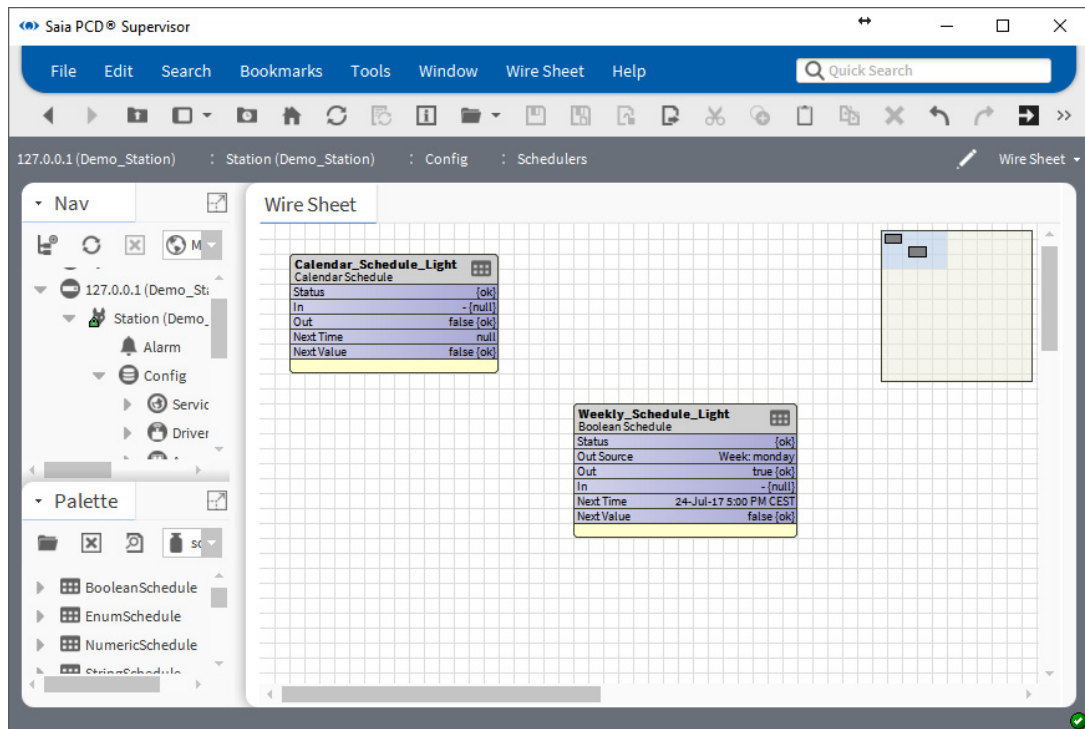 Saia PCD® Supervisor
File Edit Search Bookmarks Tools Window Wire Sheet Help Quick Search
127.0.0.1 (Demo_Station) : Station (Demo_Station) : Config : Schedulers Wire Sheet
Nav
M
127.0.0.1 (Demo_Sta
Station (Demo_
Alarm
Config
Servic
Driver
Palette
sc
BooleanSchedule
EnumSchedule
NumericSchedule
StringSchedule
Wire Sheet
Calendar_Schedule_Light
Calendar Schedule
Status {ok}
In - {null}
Out false {ok}
Next Time null
Next Value false {ok}
Weekly_Schedule_Light
Boolean Schedule
Status {ok}
Out Source Week: monday
Out true {ok}
In - {null}
Next Time 24-Jul-17 5:00 PM CEST
Next Value false {ok}